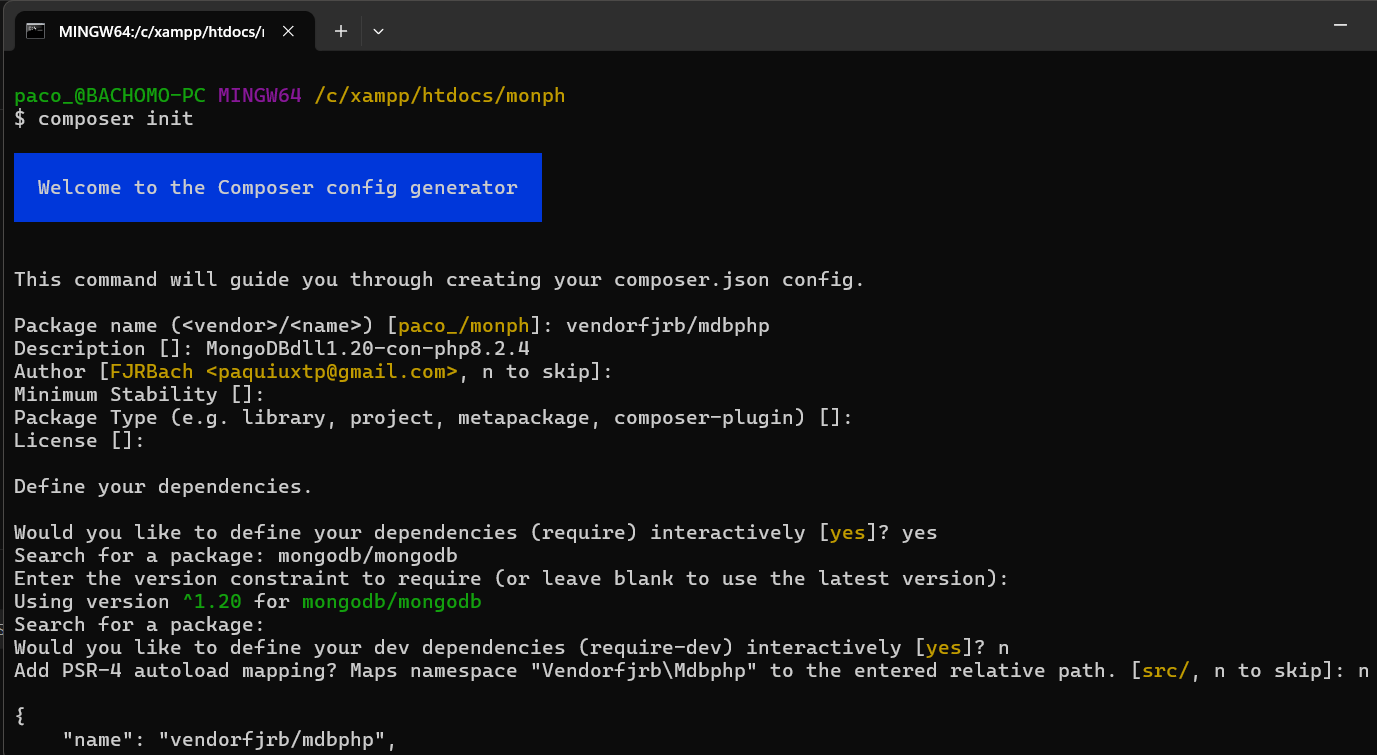 MINGW64:/c/xampp/htdocs/
paco_@BACHOMO-PC MINGW64 /c/xampp/htdocs/monph
$ composer init
Welcome to the Composer config generator
This command will guide you through creating your composer.json config.
Package name (<vendor>/<name>) [paco_/monph]: vendorfjrb/mdbphp
Description []: MongoDBdll1.20-con-php8.2.4
Author [FJRBach <paquiuxtp@gmail.com>, n to skip]:
Minimum Stability []:
Package Type (e.g. library, project, metapackage, composer-plugin) []:
License []:
Define your dependencies.
Would you like to define your dependencies (require) interactively [yes]? yes
Search for a package: mongodb/mongodb
Enter the version constraint to require (or leave blank to use the latest version):
Using version ^1.20 for mongodb/mongodb
Search for a package:
Would you like to define your dev dependencies (require-dev) interactively [yes]? n
Add PSR-4 autoload mapping? Maps namespace "Vendorfjrb\Mdbphp" to the entered relative path. [src/, n to skip]: n
{
"name": "vendorfjrb/mdbphp",